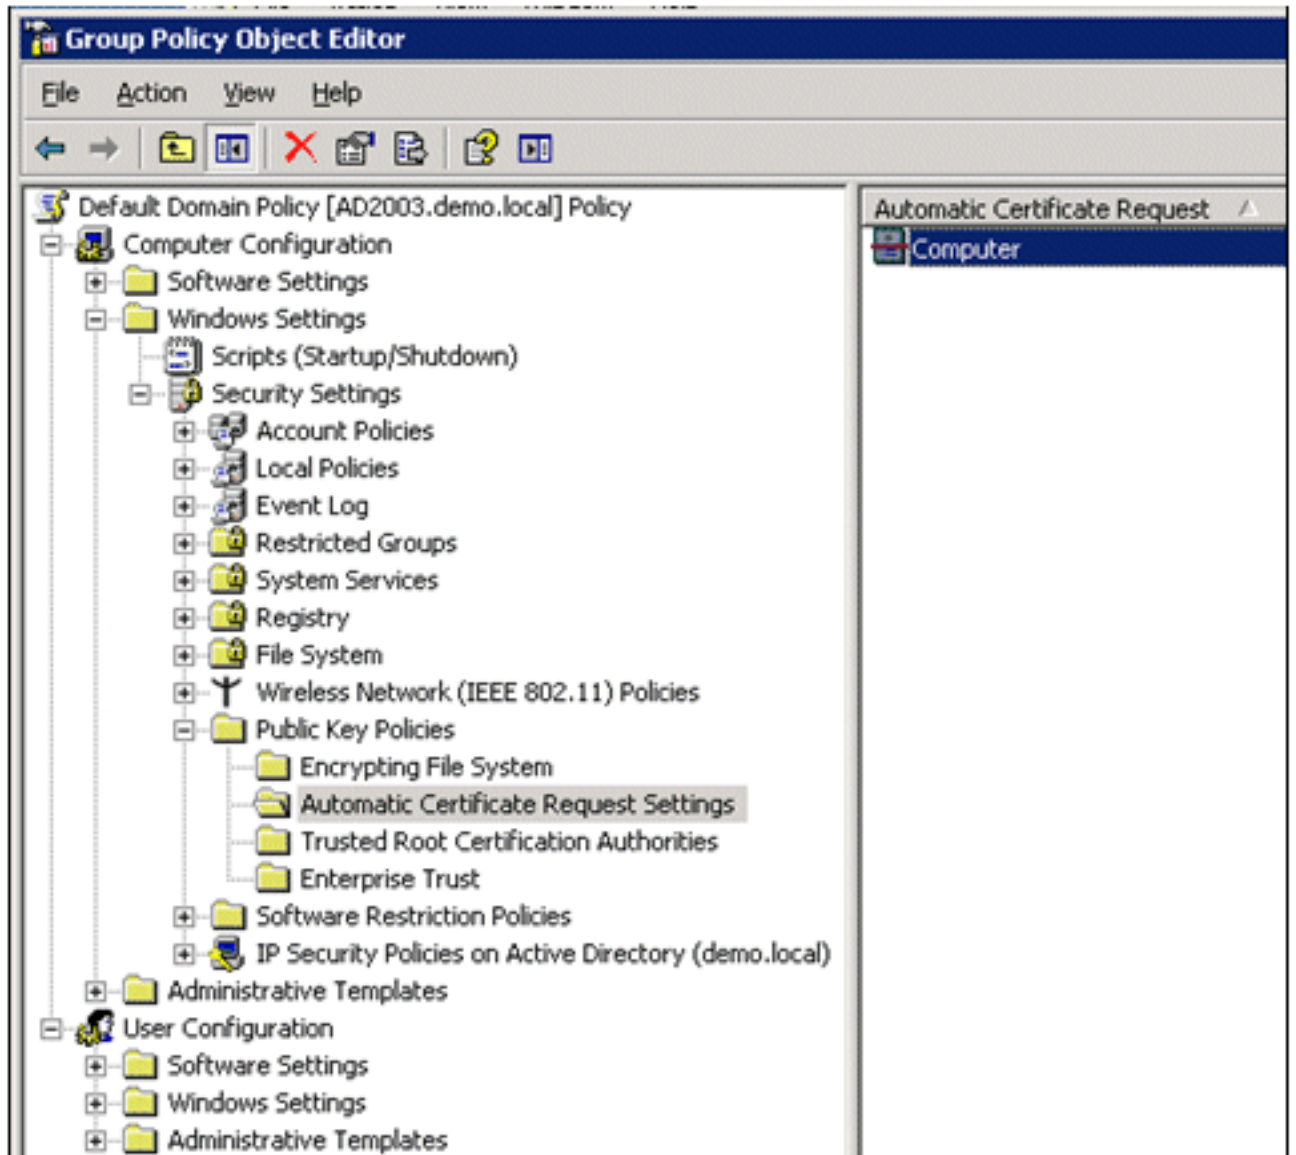 Group Policy Object Editor
File Action View Help
Default Domain Policy [AD2003.demo.local] Policy
Computer Configuration
Software Settings
Windows Settings
Scripts (Startup/Shutdown)
Security Settings
Account Policies
Local Policies
Event Log
Restricted Groups
System Services
Registry
File System
Wireless Network (IEEE 802.11) Policies
Public Key Policies
Encrypting File System
Automatic Certificate Request Settings
Trusted Root Certification Authorities
Enterprise Trust
Software Restriction Policies
IP Security Policies on Active Directory (demo.local)
Administrative Templates
User Configuration
Software Settings
Windows Settings
Administrative Templates
Automatic Certificate Request
Computer